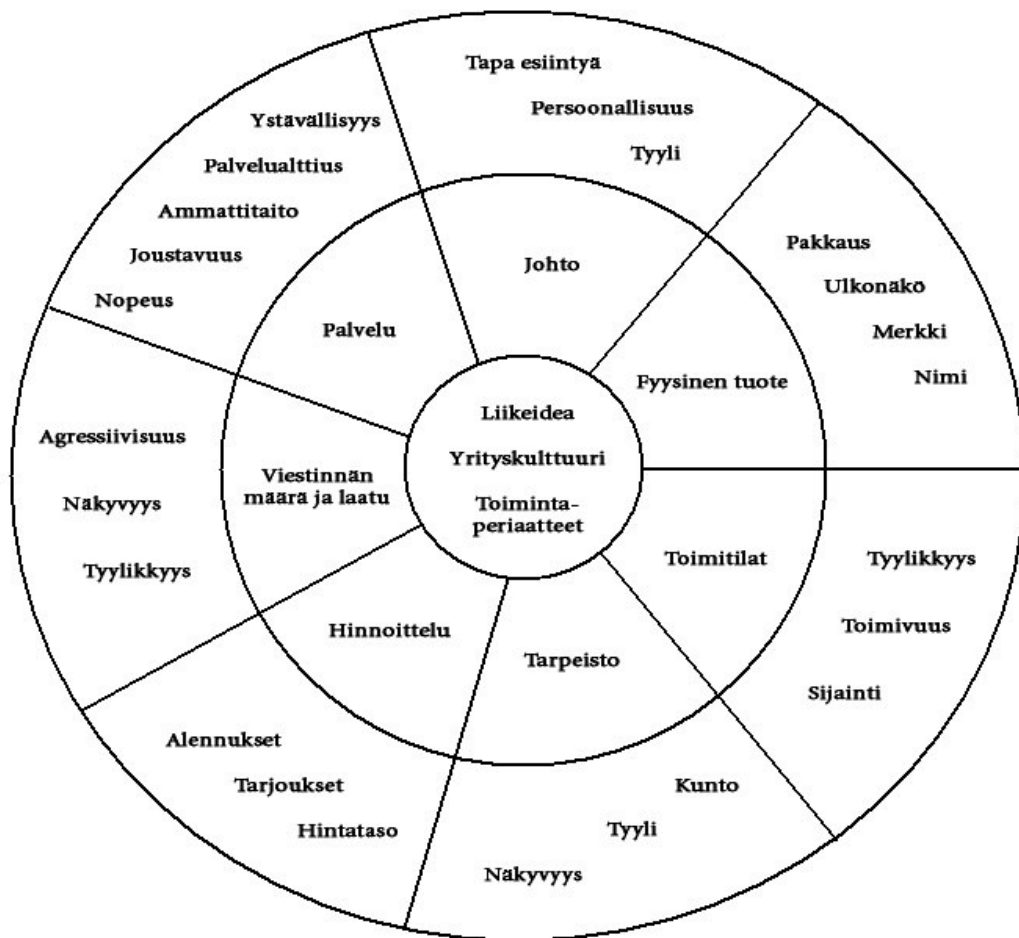 Tapa esiintyä
Persoonallisuus
Tyyli
Johto
Pakkaus
Ulkonäkö
Merkki
Nimi
Fyysinen tuote
Tyylikkyys
Toimivuus
Sijainti
Toimitilat
Kunto
Tyyli
Näkyvyys
Tarpeisto
Alennukset
Tarjoukset
Hintataso
Hinnoittelu
Agressiivisuus
Näkyvyys
Tyylikkyys
Viestinnän
määrä ja laatu
Ystävällisyys
Palvelualttius
Ammattitaito
Joustavuus
Nopeus
Palvelu
Liikeidea
Yrityskulttuuri
Toiminta-
periaatteet